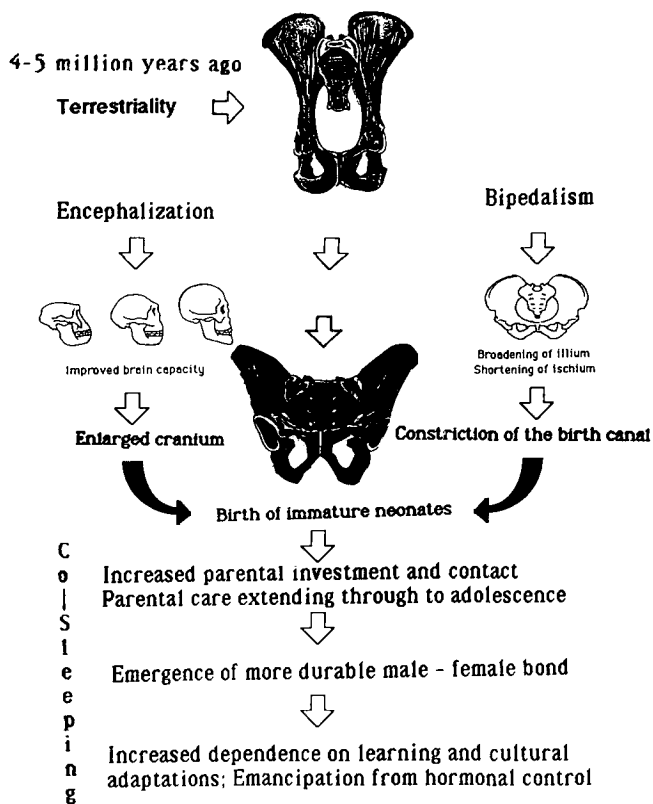 4-5 million years ago
Terrestriality
Encephalization
Bipedalism
Improved brain capacity
Broadening of illium
Shortening of ischium
Enlarged cranium
Constriction of the birth canal
Birth of immature neonates
Co|Sleeping
Increased parental investment and contact
Parental care extending through to adolescence
Emergence of more durable male - female bond
Increased dependence on learning and cultural
adaptations; Emancipation from hormonal control